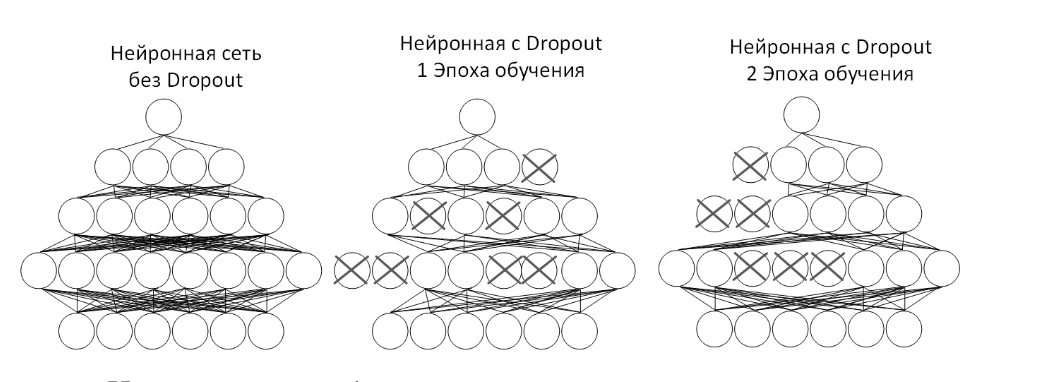 Нейронная сеть
без Dropout
Нейронная с Dropout
1 Эпоха обучения
Нейронная с Dropout
2 Эпоха обучения